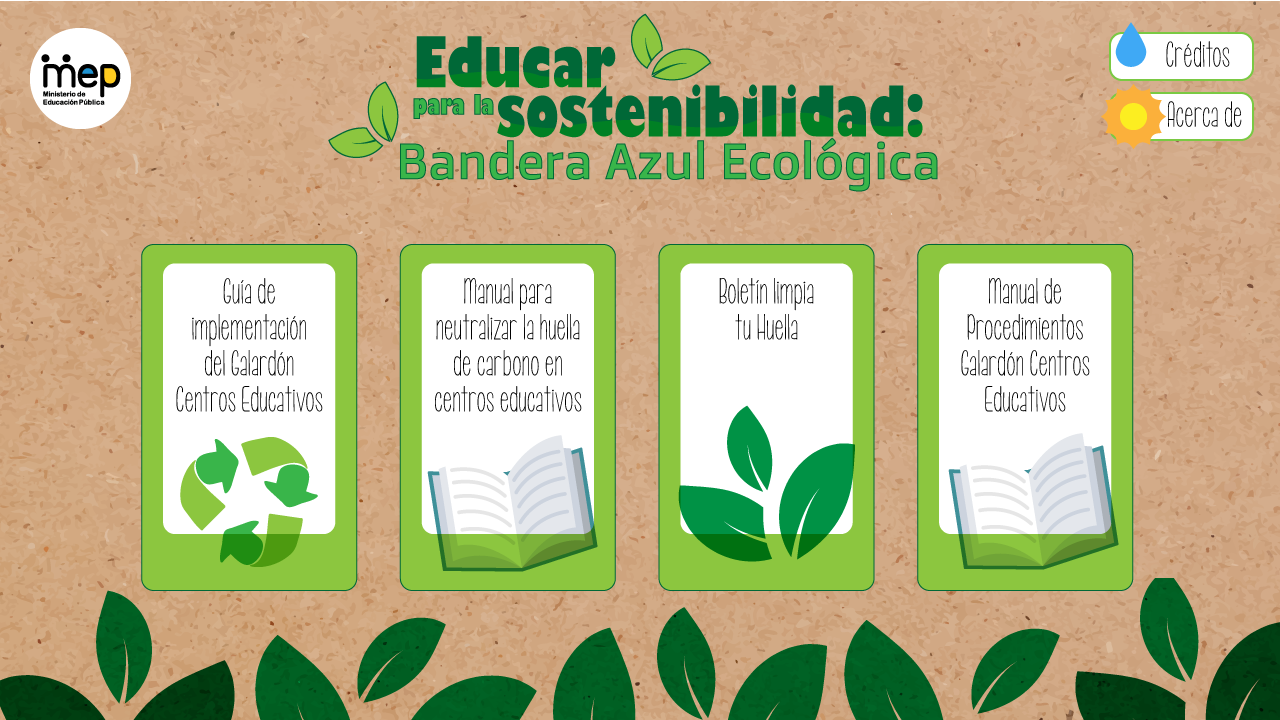 mep
Ministerio de
Educación Pública
Educar
para la sostenibilidad:
Bandera Azul Ecológica
Créditos
Acerca de
Guía de
implementación
del Galardón
Centros Educativos
Manual para
neutralizar la huella
de carbono en
centros educativos
Boletín limpia
tu Huella
Manual de
Procedimientos
Galardón Centros
Educativos